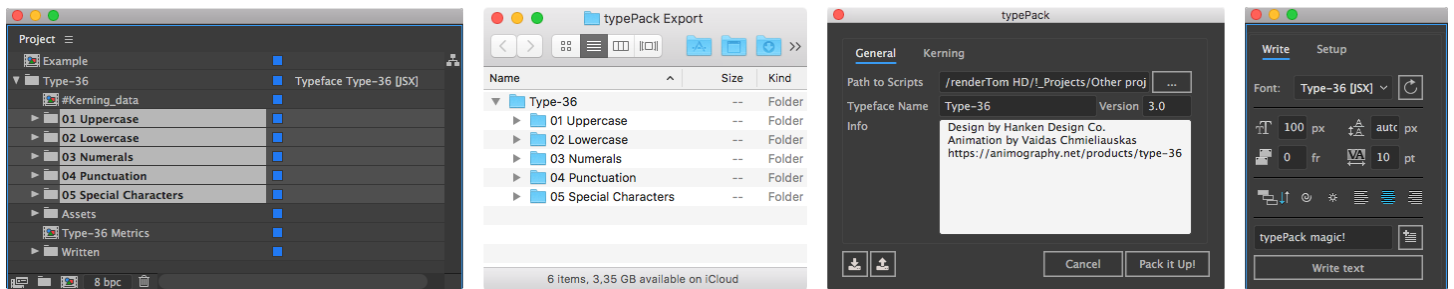 Project
Example
Type-36 Typeface Type-36 [JSX]
#Kerning_data
01 Uppercase
02 Lowercase
03 Numerals
04 Punctuation
05 Special Characters
Assets
Type-36 Metrics
Written
8 bpc
typePack Export
Name Size Kind
Type-36 -- Folder
01 Uppercase -- Folder
02 Lowercase -- Folder
03 Numerals -- Folder
04 Punctuation -- Folder
05 Special Characters -- Folder
6 items, 3,35 GB available on iCloud
typePack
General Kerning
Path to Scripts /renderTom HD/!_Projects/Other proj ...
Typeface Name Type-36 Version 3.0
Info
Design by Hanken Design Co.
Animation by Vaidas Chmieliauskas
https://animography.net/products/type-36
Cancel Pack it Up!
Write Setup
Font: Type-36 [JSX]
100 px auto px
0 fr 10 pt
typePack magic!
Write text